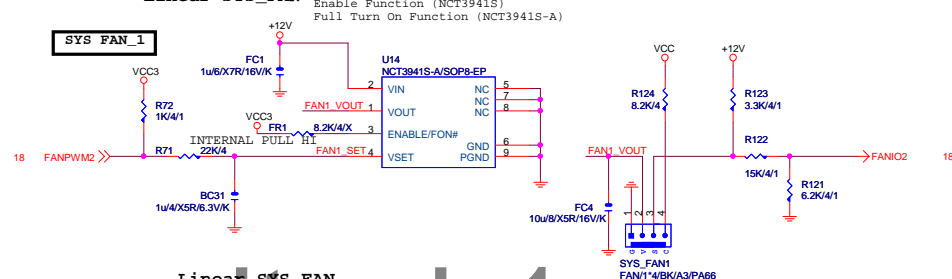 Enable Function (NCT3941S)
Full Turn On Function (NCT3941S-A)
SYS FAN_1
+12V
FC1
1u/6/X7R/16V/K
U14
NCT3941S-A/SOP8-EP
2 VIN
FAN1_VOUT 1 VOUT
3 ENABLE/FON#
FAN1_SET 4 VSET
NC 5
NC 7
NC 8
GND 6
PGND 9
VCC3
R72
1K/4/1
VCC3
FR1 8.2K/4/X
INTERNAL PULL HI
18 FANPWM2
R71 22K/4
BC31
1u/4/X5R/6.3V/K
VCC
+12V
R124
8.2K/4
R123
3.3K/4/1
R122
15K/4/1
FAN1_VOUT
FANIO2 18
R121
6.2K/4/1
FC4
10u/8/X5R/16V/K
1 2 3 4
G V S C
SYS_FAN1
FAN/1*4/BK/A3/PA66